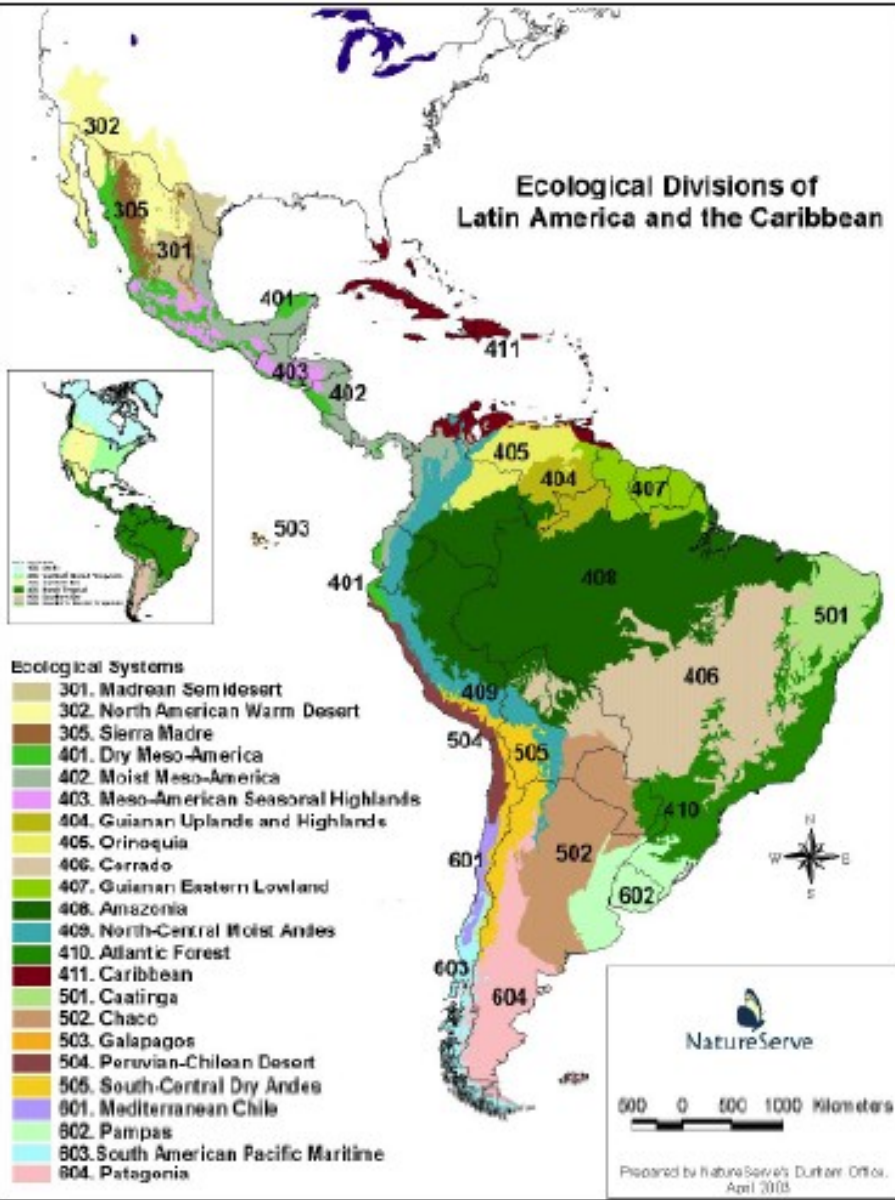 Ecological Divisions of
Latin America and the Caribbean
302
305
301
401
411
403
402
405
404
407
503
401
408
501
406
409
504
505
410
502
601
602
603
604
N
W
E
S
Ecological Systems
301. Madrean Semidesert
302. North American Warm Desert
305. Sierra Madre
401. Dry Meso-America
402. Moist Meso-America
403. Meso-American Seasonal Highlands
404. Guianan Uplands and Highlands
405. Orinoquia
406. Cerrado
407. Guianan Eastern Lowland
408. Amazonia
409. North-Central Moist Andes
410. Atlantic Forest
411. Caribbean
501. Caatinga
502. Chaco
503. Galapagos
504. Peruvian-Chilean Desert
505. South-Central Dry Andes
601. Mediterranean Chile
602. Pampas
603.South American Pacific Maritime
604. Patagonia
NatureServe
500 0 500 1000 Kilometers
Prepared by NatureServe's Durham Office.
April 2003